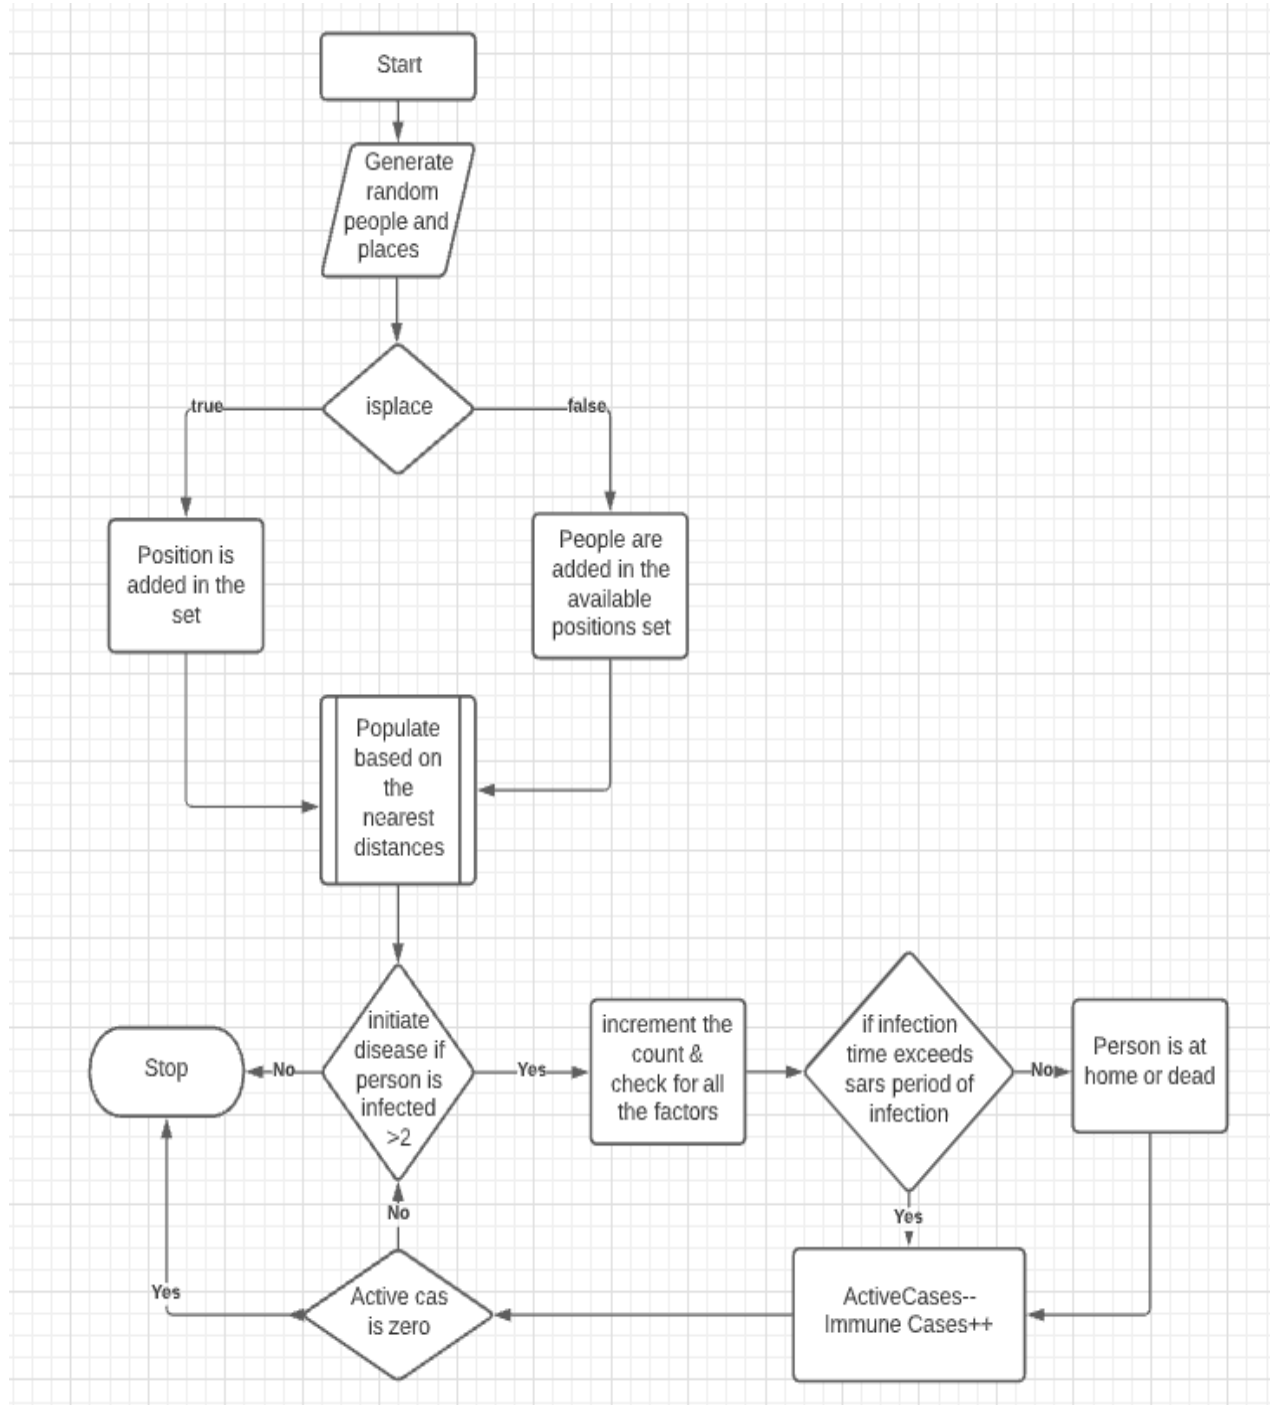 Start
Generate
random
people and
places
isplace
true
false
Position is
added in the
set
People are
added in the
available
positions set
Populate
based on
the
nearest
distances
initiate
disease if
person is
infected
>2
No
Stop
Yes
increment the
count &
check for all
the factors
if infection
time exceeds
sars period of
infection
No
Person is at
home or dead
Yes
ActiveCases--
Immune Cases++
Active cas
is zero
No
Yes